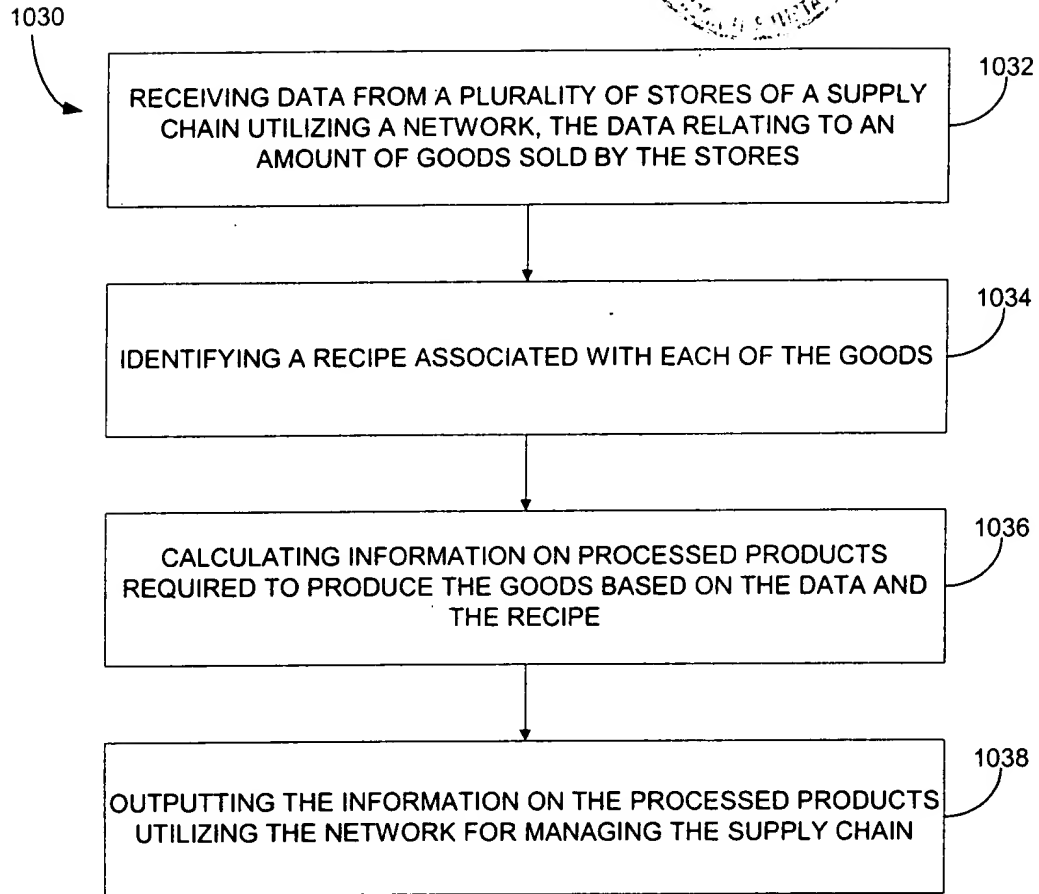 1030
1032
RECEIVING DATA FROM A PLURALITY OF STORES OF A SUPPLY
CHAIN UTILIZING A NETWORK, THE DATA RELATING TO AN
AMOUNT OF GOODS SOLD BY THE STORES
1034
IDENTIFYING A RECIPE ASSOCIATED WITH EACH OF THE GOODS
1036
CALCULATING INFORMATION ON PROCESSED PRODUCTS
REQUIRED TO PRODUCE THE GOODS BASED ON THE DATA AND
THE RECIPE
1038
OUTPUTTING THE INFORMATION ON THE PROCESSED PRODUCTS
UTILIZING THE NETWORK FOR MANAGING THE SUPPLY CHAIN